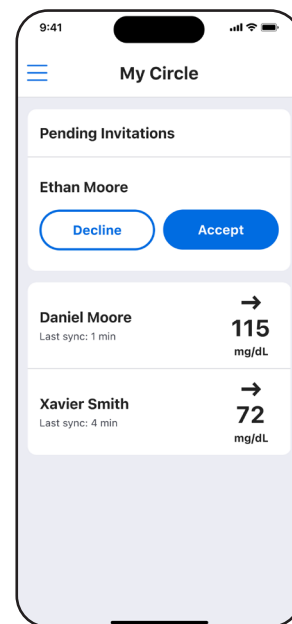 9:41
My Circle
Pending Invitations
Ethan Moore
Decline
Accept
Daniel Moore
Last sync: 1 min
→
115
mg/dL
Xavier Smith
Last sync: 4 min
→
72
mg/dL